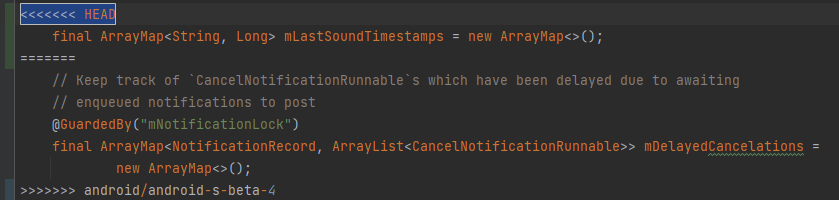 <<<<<<< HEAD
    final ArrayMap<String, Long> mLastSoundTimestamps = new ArrayMap<>();
=======
    // Keep track of `CancelNotificationRunnable`s which have been delayed due to awaiting
    // enqueued notifications to post
    @GuardedBy("mNotificationLock")
    final ArrayMap<NotificationRecord, ArrayList<CancelNotificationRunnable>> mDelayedCancelations =
            new ArrayMap<>();
>>>>>>> android/android-s-beta-4